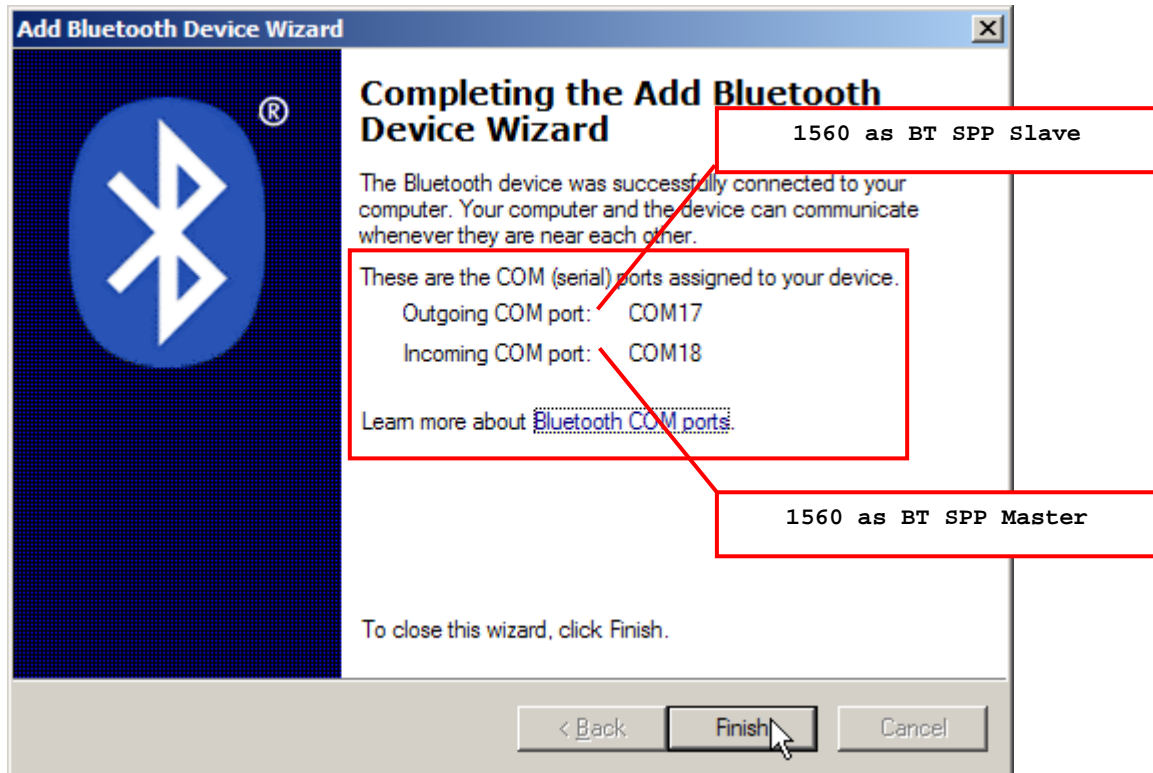 Add Bluetooth Device Wizard
®
Completing the Add Bluetooth
Device Wizard
1560 as BT SPP Slave
The Bluetooth device was successfully connected to your
computer. Your computer and the device can communicate
whenever they are near each other.
These are the COM (serial) ports assigned to your device.
Outgoing COM port: COM17
Incoming COM port: COM18
Learn more about Bluetooth COM ports.
1560 as BT SPP Master
To close this wizard, click Finish.
< Back Finish Cancel